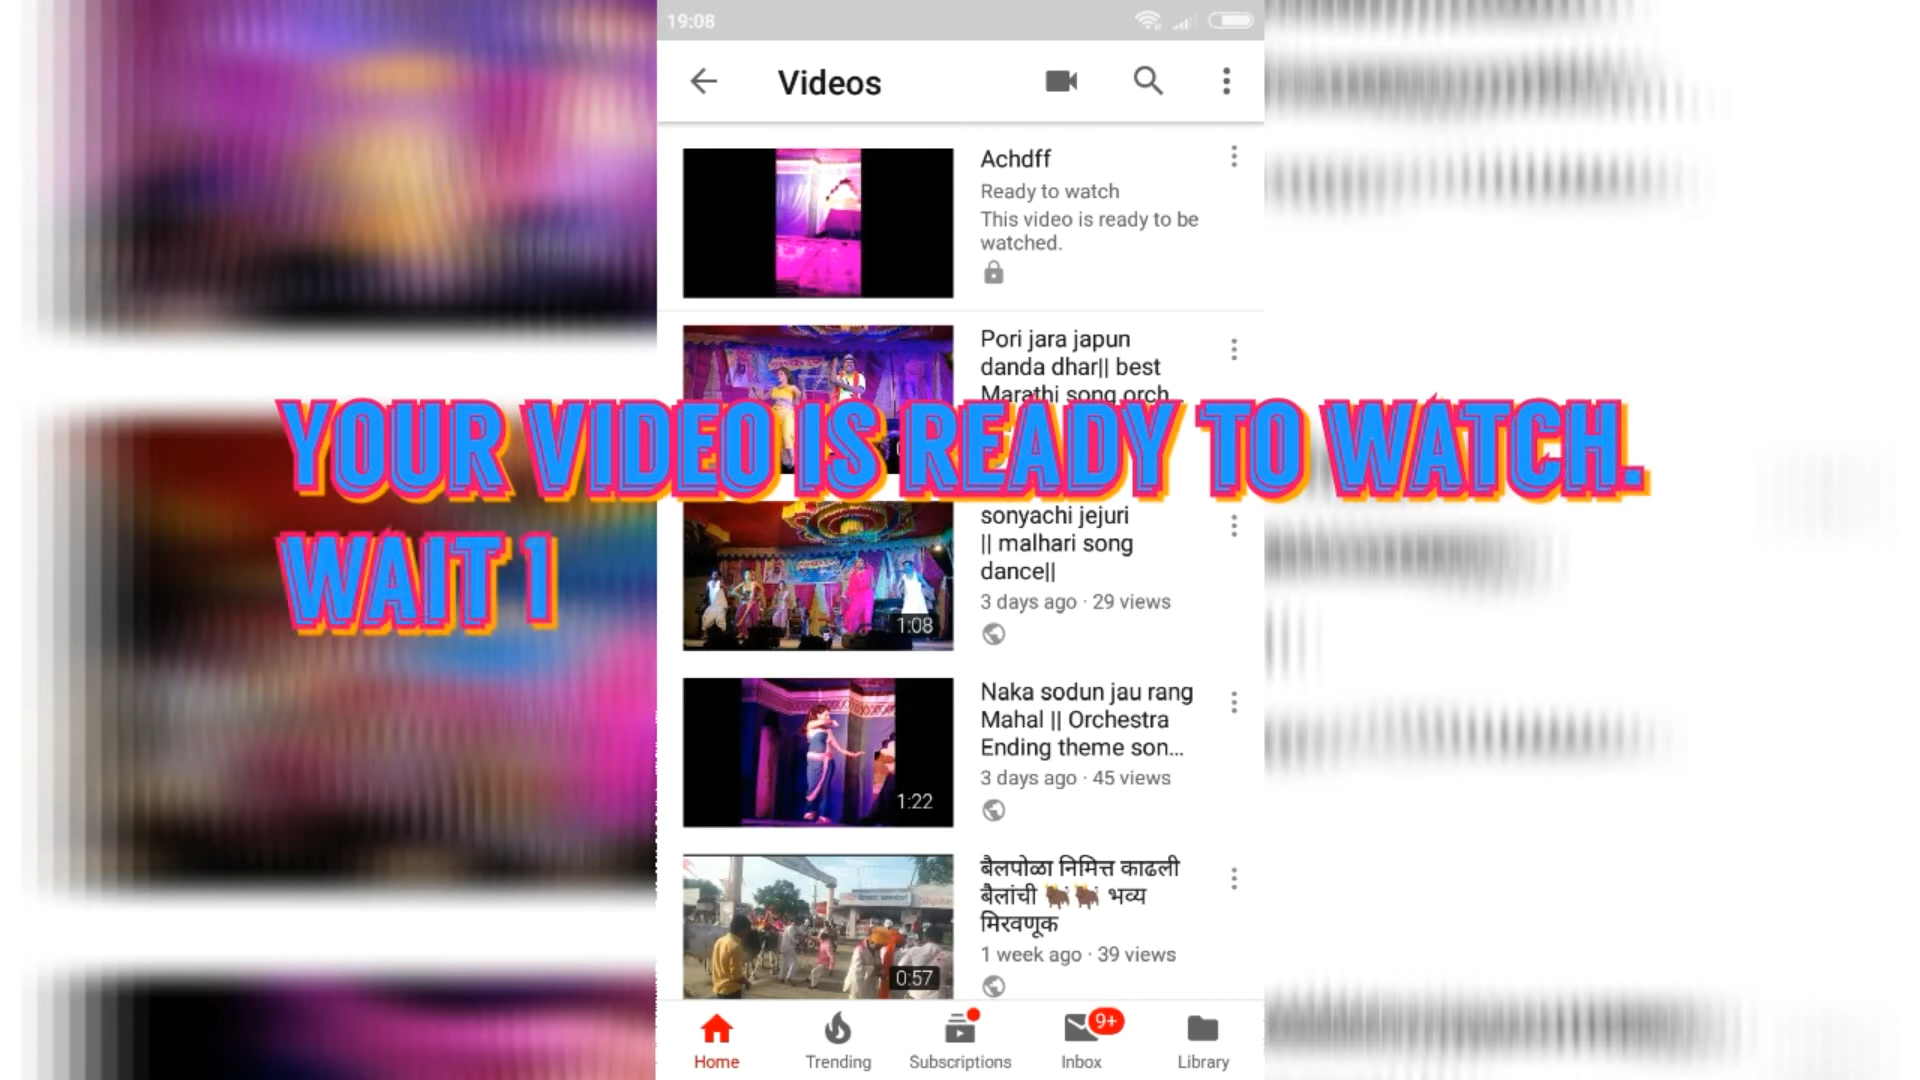 19:08
Videos
Achdff
Ready to watch
This video is ready to be
watched.
Pori jara japun
danda dhar|| best
Marathi song orch...
YOUR VIDEO IS READY TO WATCH.
WAIT 1
sonyachi jejuri
|| malhari song
dance||
3 days ago · 29 views
1:08
Naka sodun jau rang
Mahal || Orchestra
Ending theme son...
3 days ago · 45 views
1:22
बैलपोळा निमित्त काढली
बैलांची 🐂🐂 भव्य
मिरवणूक
1 week ago · 39 views
0:57
9+
Home Trending Subscriptions Inbox Library